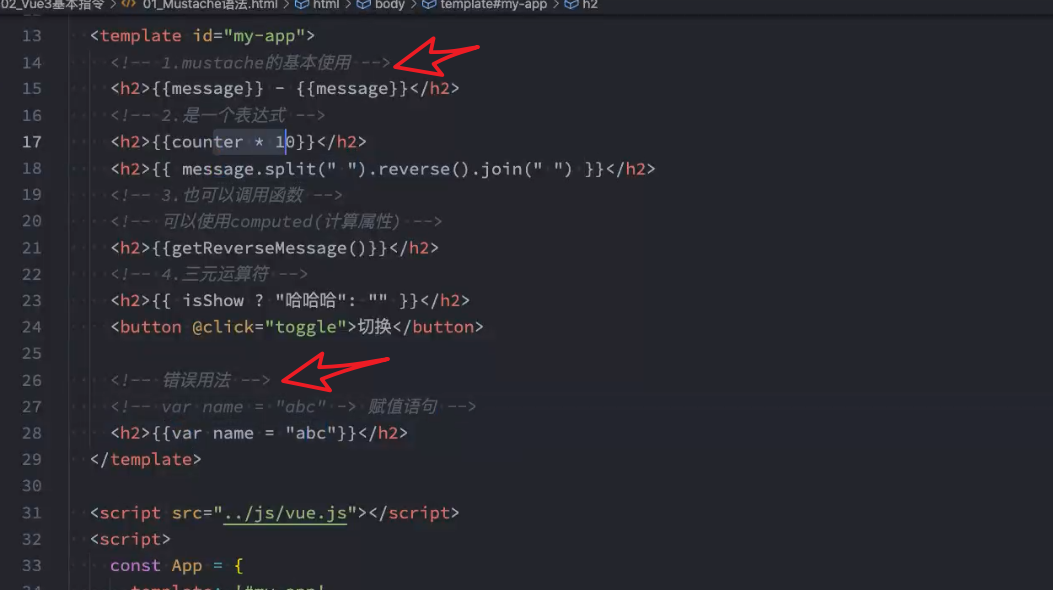 02_Vue3基本指令 > 01_Mustache语法.html > html > body > template#my-app > h2
13 <template id="my-app">
14 <!-- 1.mustache的基本使用 -->
15 <h2>{{message}} - {{message}}</h2>
16 <!-- 2.是一个表达式 -->
17 <h2>{{counter * 10}}</h2>
18 <h2>{{ message.split(" ").reverse().join(" ") }}</h2>
19 <!-- 3.也可以调用函数 -->
20 <!-- 可以使用computed(计算属性) -->
21 <h2>{{getReverseMessage()}}</h2>
22 <!-- 4.三元运算符 -->
23 <h2>{{ isShow ? "哈哈哈": "" }}</h2>
24 <button @click="toggle">切换</button>
25
26 <!-- 错误用法 -->
27 <!-- var name = "abc" -> 赋值语句 -->
28 <h2>{{var name = "abc"}}</h2>
29 </template>
30
31 <script src="../js/vue.js"></script>
32 <script>
33 const App = {